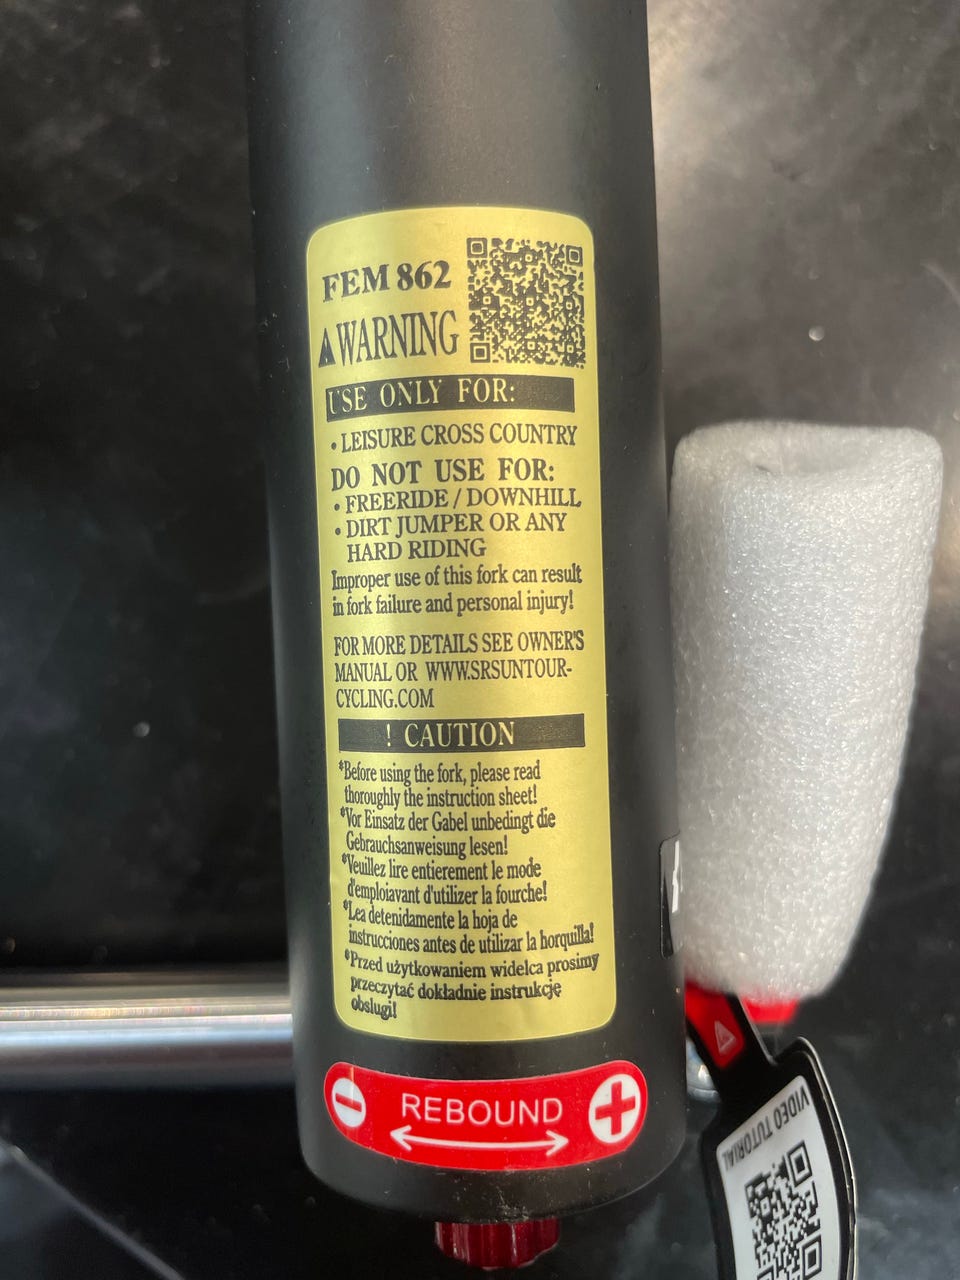 FEM 862
WARNING
USE ONLY FOR:
• LEISURE CROSS COUNTRY
DO NOT USE FOR:
• FREERIDE / DOWNHILL
• DIRT JUMPER OR ANY
HARD RIDING
Improper use of this fork can result
in fork failure and personal injury!
FOR MORE DETAILS SEE OWNER'S
MANUAL OR WWW.SRSUNTOUR-
CYCLING.COM
! CAUTION
*Before using the fork, please read
thoroughly the instruction sheet!
*Vor Einsatz der Gabel unbedingt die
Gebrauchsanweisung lesen!
*Veuillez lire entierement le mode
d'emploiavant d'utilizer la fourche!
*Lea detenidamente la hoja de
instrucciones antes de utilizar la horquilla!
*Przed użytkowaniem widelca prosimy
przeczytać dokładnie instrukcję
obslugi!
REBOUND
VIDEO TUTORIAL